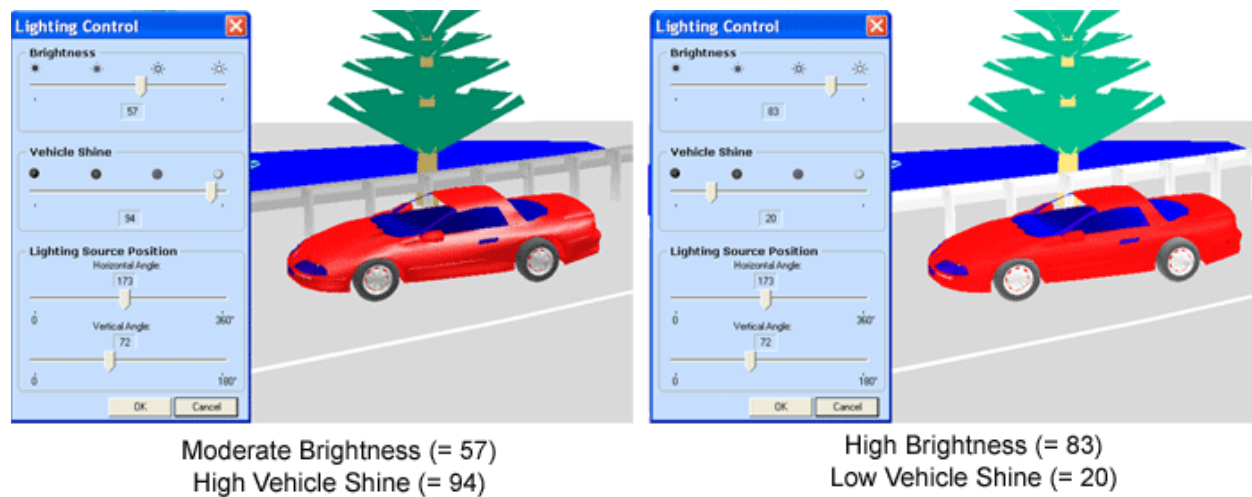 Lighting Control
Brightness
57
Vehicle Shine
94
Lighting Source Position
Horizontal Angle:
173
0 360°
Vertical Angle:
72
0 180°
OK Cancel
Moderate Brightness (= 57)
High Vehicle Shine (= 94)
Lighting Control
Brightness
83
Vehicle Shine
20
Lighting Source Position
Horizontal Angle:
173
0 360°
Vertical Angle:
72
0 180°
OK Cancel
High Brightness (= 83)
Low Vehicle Shine (= 20)